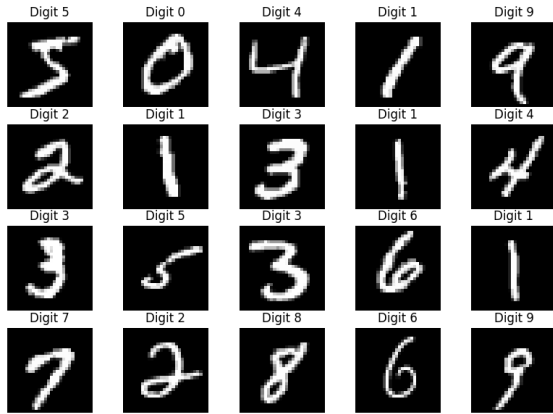 Digit 5 Digit 0 Digit 4 Digit 1 Digit 9
5 0 4 1 9
Digit 2 Digit 1 Digit 3 Digit 1 Digit 4
2 1 3 1 4
Digit 3 Digit 5 Digit 3 Digit 6 Digit 1
3 5 3 6 1
Digit 7 Digit 2 Digit 8 Digit 6 Digit 9
7 2 8 6 9